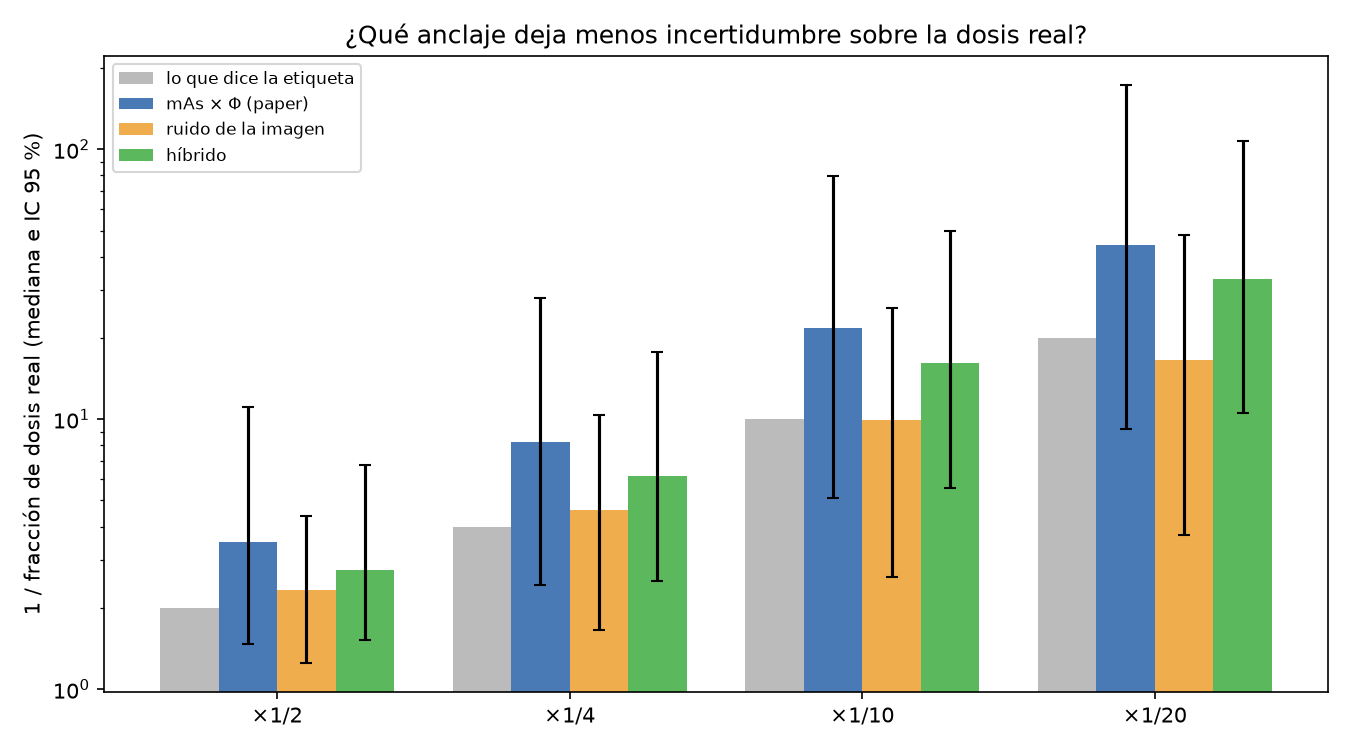 ¿Qué anclaje deja menos incertidumbre sobre la dosis real?
lo que dice la etiqueta
mAs × Φ (paper)
ruido de la imagen
híbrido
1 / fracción de dosis real (mediana e IC 95 %)
10²
10¹
10⁰
×1/2
×1/4
×1/10
×1/20